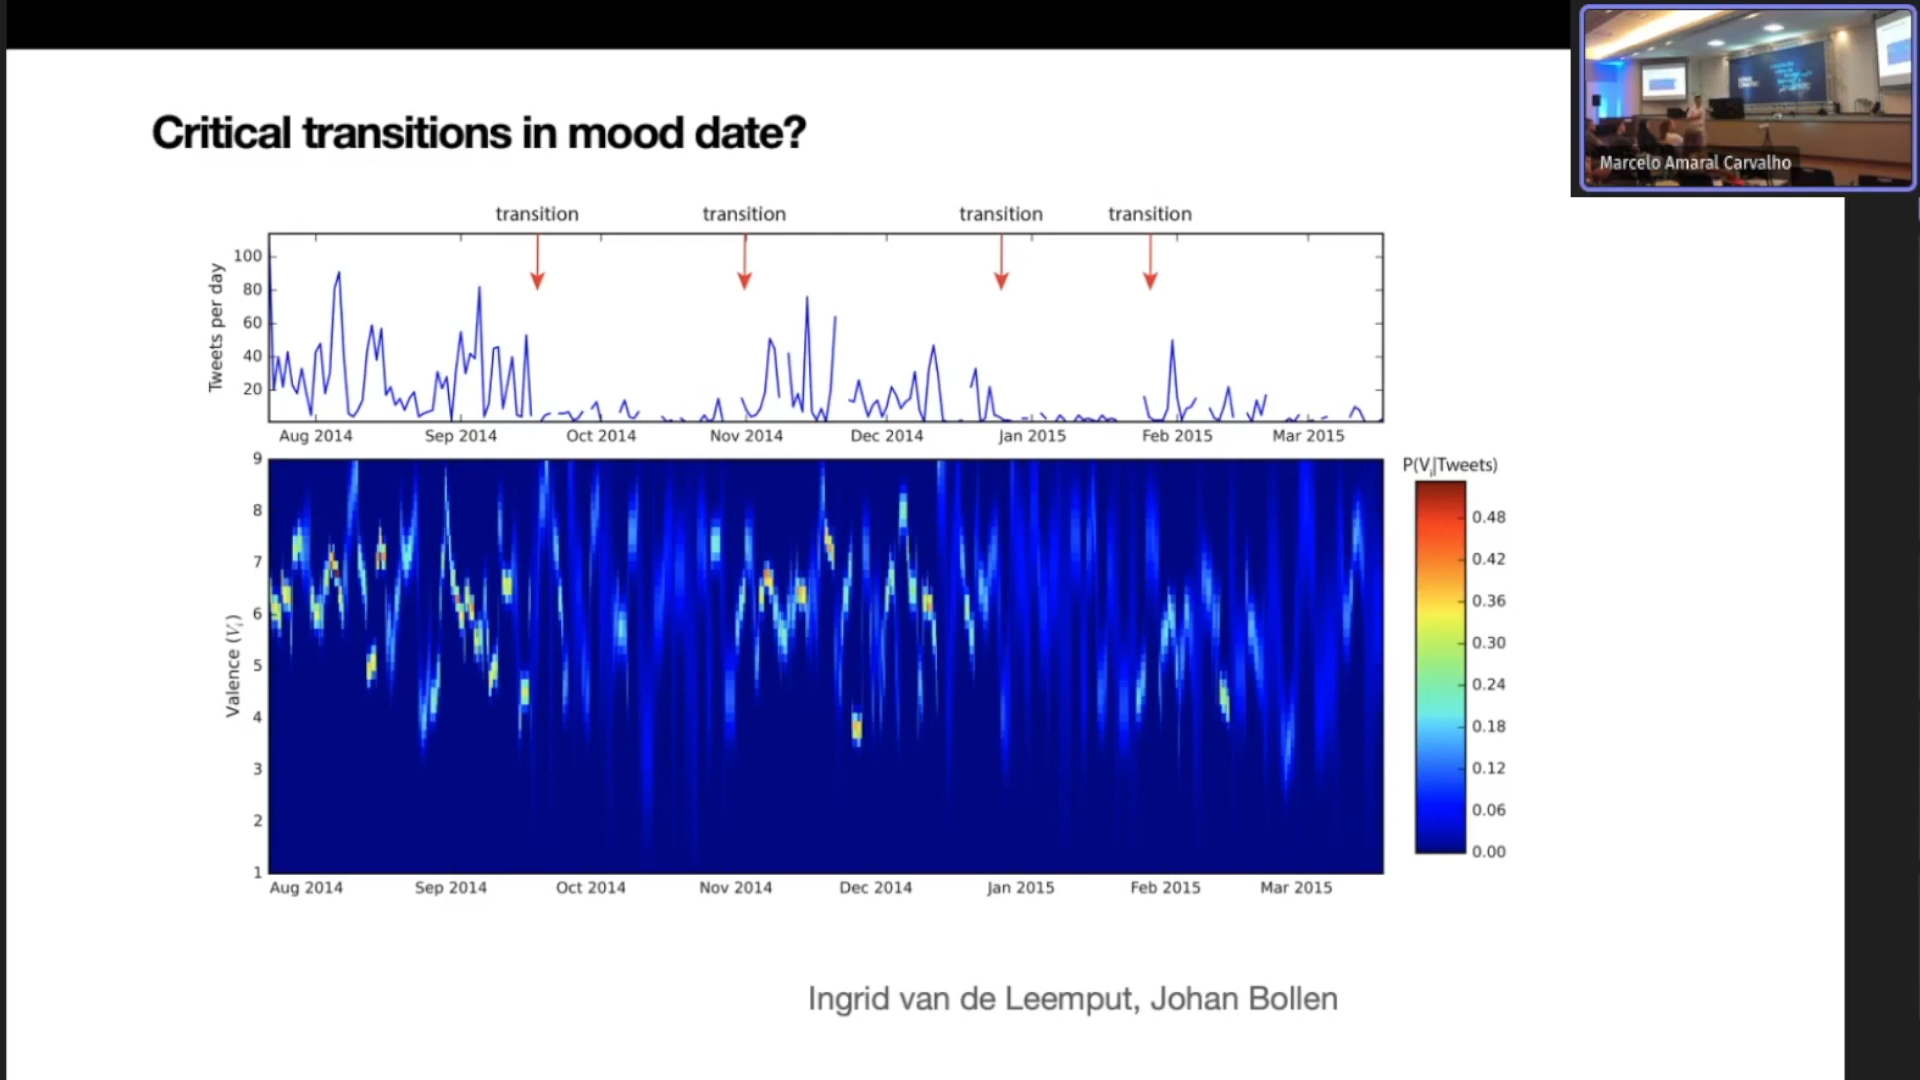 Critical transitions in mood date?
Marcelo Amaral Carvalho
transition transition transition transition
Tweets per day
100
80
60
40
20
Aug 2014 Sep 2014 Oct 2014 Nov 2014 Dec 2014 Jan 2015 Feb 2015 Mar 2015
Valence (Vᵢ)
9
8
7
6
5
4
3
2
1
Aug 2014 Sep 2014 Oct 2014 Nov 2014 Dec 2014 Jan 2015 Feb 2015 Mar 2015
P(Vᵢ|Tweets)
0.48
0.42
0.36
0.30
0.24
0.18
0.12
0.06
0.00
Ingrid van de Leemput, Johan Bollen